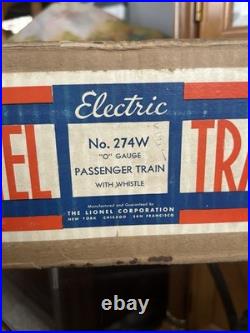 Electric
No. 274W
"O" GAUGE
PASSENGER TRAIN
WITH WHISTLE
EL
TRA
Manufactured and Guaranteed by
THE LIONEL CORPORATION
NEW YORK CHICAGO SAN FRANCISCO